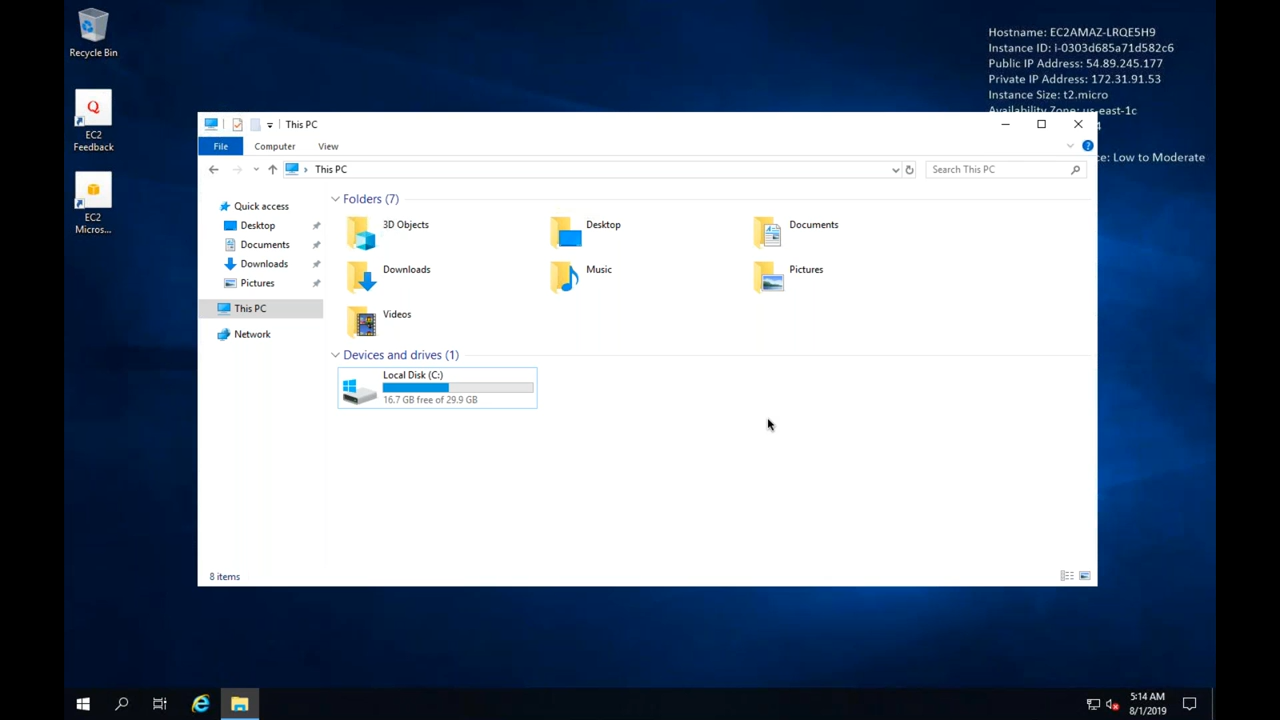 Recycle Bin
EC2
Feedback
EC2
Micros...
Hostname: EC2AMAZ-LRQE5H9
Instance ID: i-0303d685a71d582c6
Public IP Address: 54.89.245.177
Private IP Address: 172.31.91.53
Instance Size: t2.micro
Availability Zone: us-east-1c
4
e: Low to Moderate
This PC
File Computer View
This PC
Search This PC
Quick access
Desktop
Documents
Downloads
Pictures
This PC
Network
Folders (7)
3D Objects
Desktop
Documents
Downloads
Music
Pictures
Videos
Devices and drives (1)
Local Disk (C:)
16.7 GB free of 29.9 GB
8 items
5:14 AM
8/1/2019